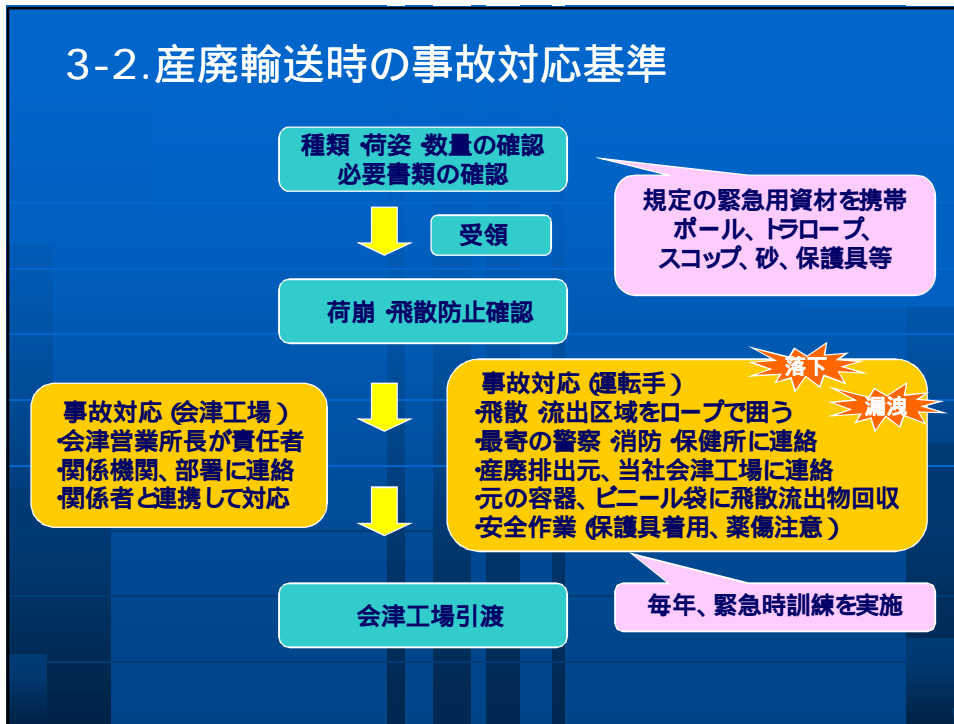 3-2.産廃輸送時の事故対応基準
種類・荷姿・数量の確認
必要書類の確認
規定の緊急用資材を携帯
ポール、トラロープ、
スコップ、砂、保護具等
受領
荷崩・飛散防止確認
落下
漏洩
事故対応(会津工場)
・会津営業所長が責任者
・関係機関、部署に連絡
・関係者と連携して対応
事故対応(運転手)
・飛散・流出区域をロープで囲う
・最寄の警察・消防・保健所に連絡
・産廃排出元、当社会津工場に連絡
・元の容器、ビニール袋に飛散流出物回収
・安全作業(保護具着用、薬傷注意)
会津工場引渡
毎年、緊急時訓練を実施